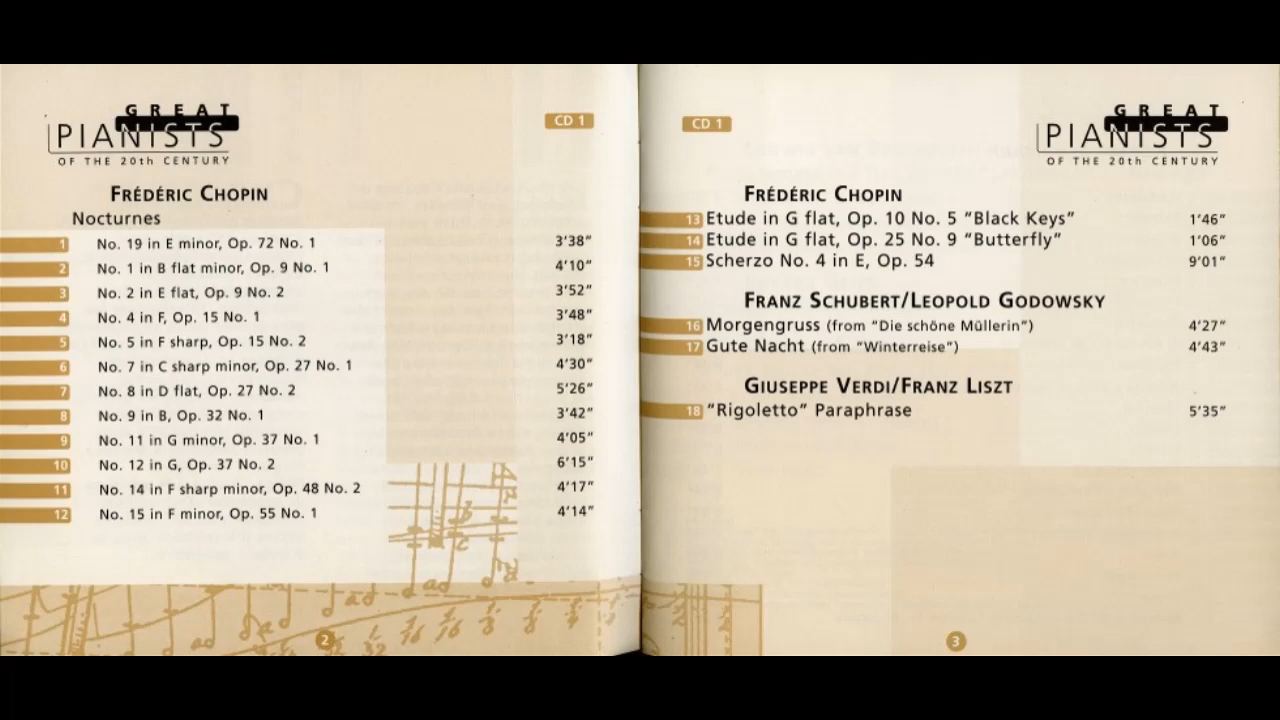 GREAT
PIANISTS
OF THE 20th CENTURY
CD 1
FRÉDÉRIC CHOPIN
Nocturnes
1 No. 19 in E minor, Op. 72 No. 1 3’38”
2 No. 1 in B flat minor, Op. 9 No. 1 4’10”
3 No. 2 in E flat, Op. 9 No. 2 3’52”
4 No. 4 in F, Op. 15 No. 1 3’48”
5 No. 5 in F sharp, Op. 15 No. 2 3’18”
6 No. 7 in C sharp minor, Op. 27 No. 1 4’30”
7 No. 8 in D flat, Op. 27 No. 2 5’26”
8 No. 9 in B, Op. 32 No. 1 3’42”
9 No. 11 in G minor, Op. 37 No. 1 4’05”
10 No. 12 in G, Op. 37 No. 2 6’15”
11 No. 14 in F sharp minor, Op. 48 No. 2 4’17”
12 No. 15 in F minor, Op. 55 No. 1 4’14”
2
CD 1
GREAT
PIANISTS
OF THE 20th CENTURY
FRÉDÉRIC CHOPIN
13 Etude in G flat, Op. 10 No. 5 “Black Keys” 1’46”
14 Etude in G flat, Op. 25 No. 9 “Butterfly” 1’06”
15 Scherzo No. 4 in E, Op. 54 9’01”
FRANZ SCHUBERT/LEOPOLD GODOWSKY
16 Morgengruss (from “Die schöne Müllerin”) 4’27”
17 Gute Nacht (from “Winterreise”) 4’43”
GIUSEPPE VERDI/FRANZ LISZT
18 “Rigoletto” Paraphrase 5’35”
3